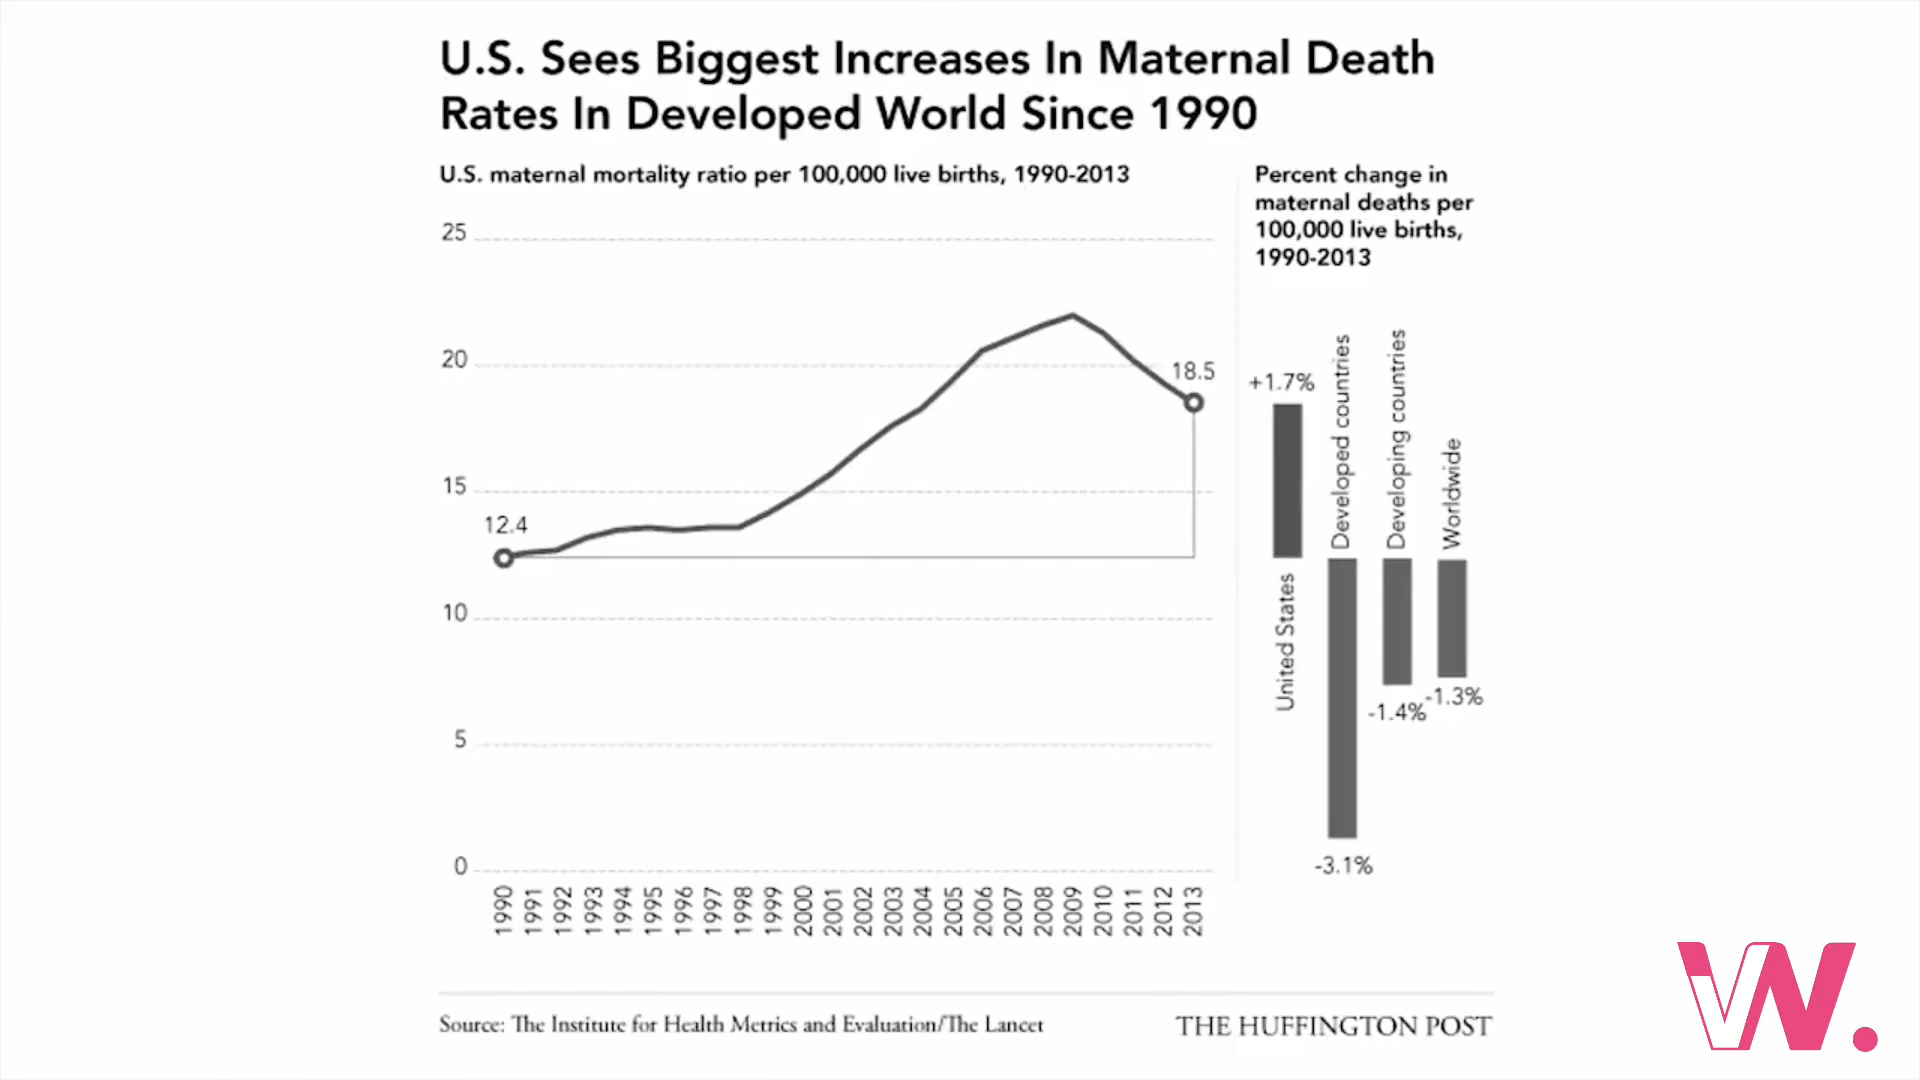 U.S. Sees Biggest Increases In Maternal Death
Rates In Developed World Since 1990
U.S. maternal mortality ratio per 100,000 live births, 1990-2013
25
20
15
10
5
0
12.4
18.5
1990
1991
1992
1993
1994
1995
1996
1997
1998
1999
2000
2001
2002
2003
2004
2005
2006
2007
2008
2009
2010
2011
2012
2013
Percent change in
maternal deaths per
100,000 live births,
1990-2013
+1.7%
United States
Developed countries
-3.1%
Developing countries
-1.4%
Worldwide
-1.3%
Source: The Institute for Health Metrics and Evaluation/The Lancet
THE HUFFINGTON POST
W.